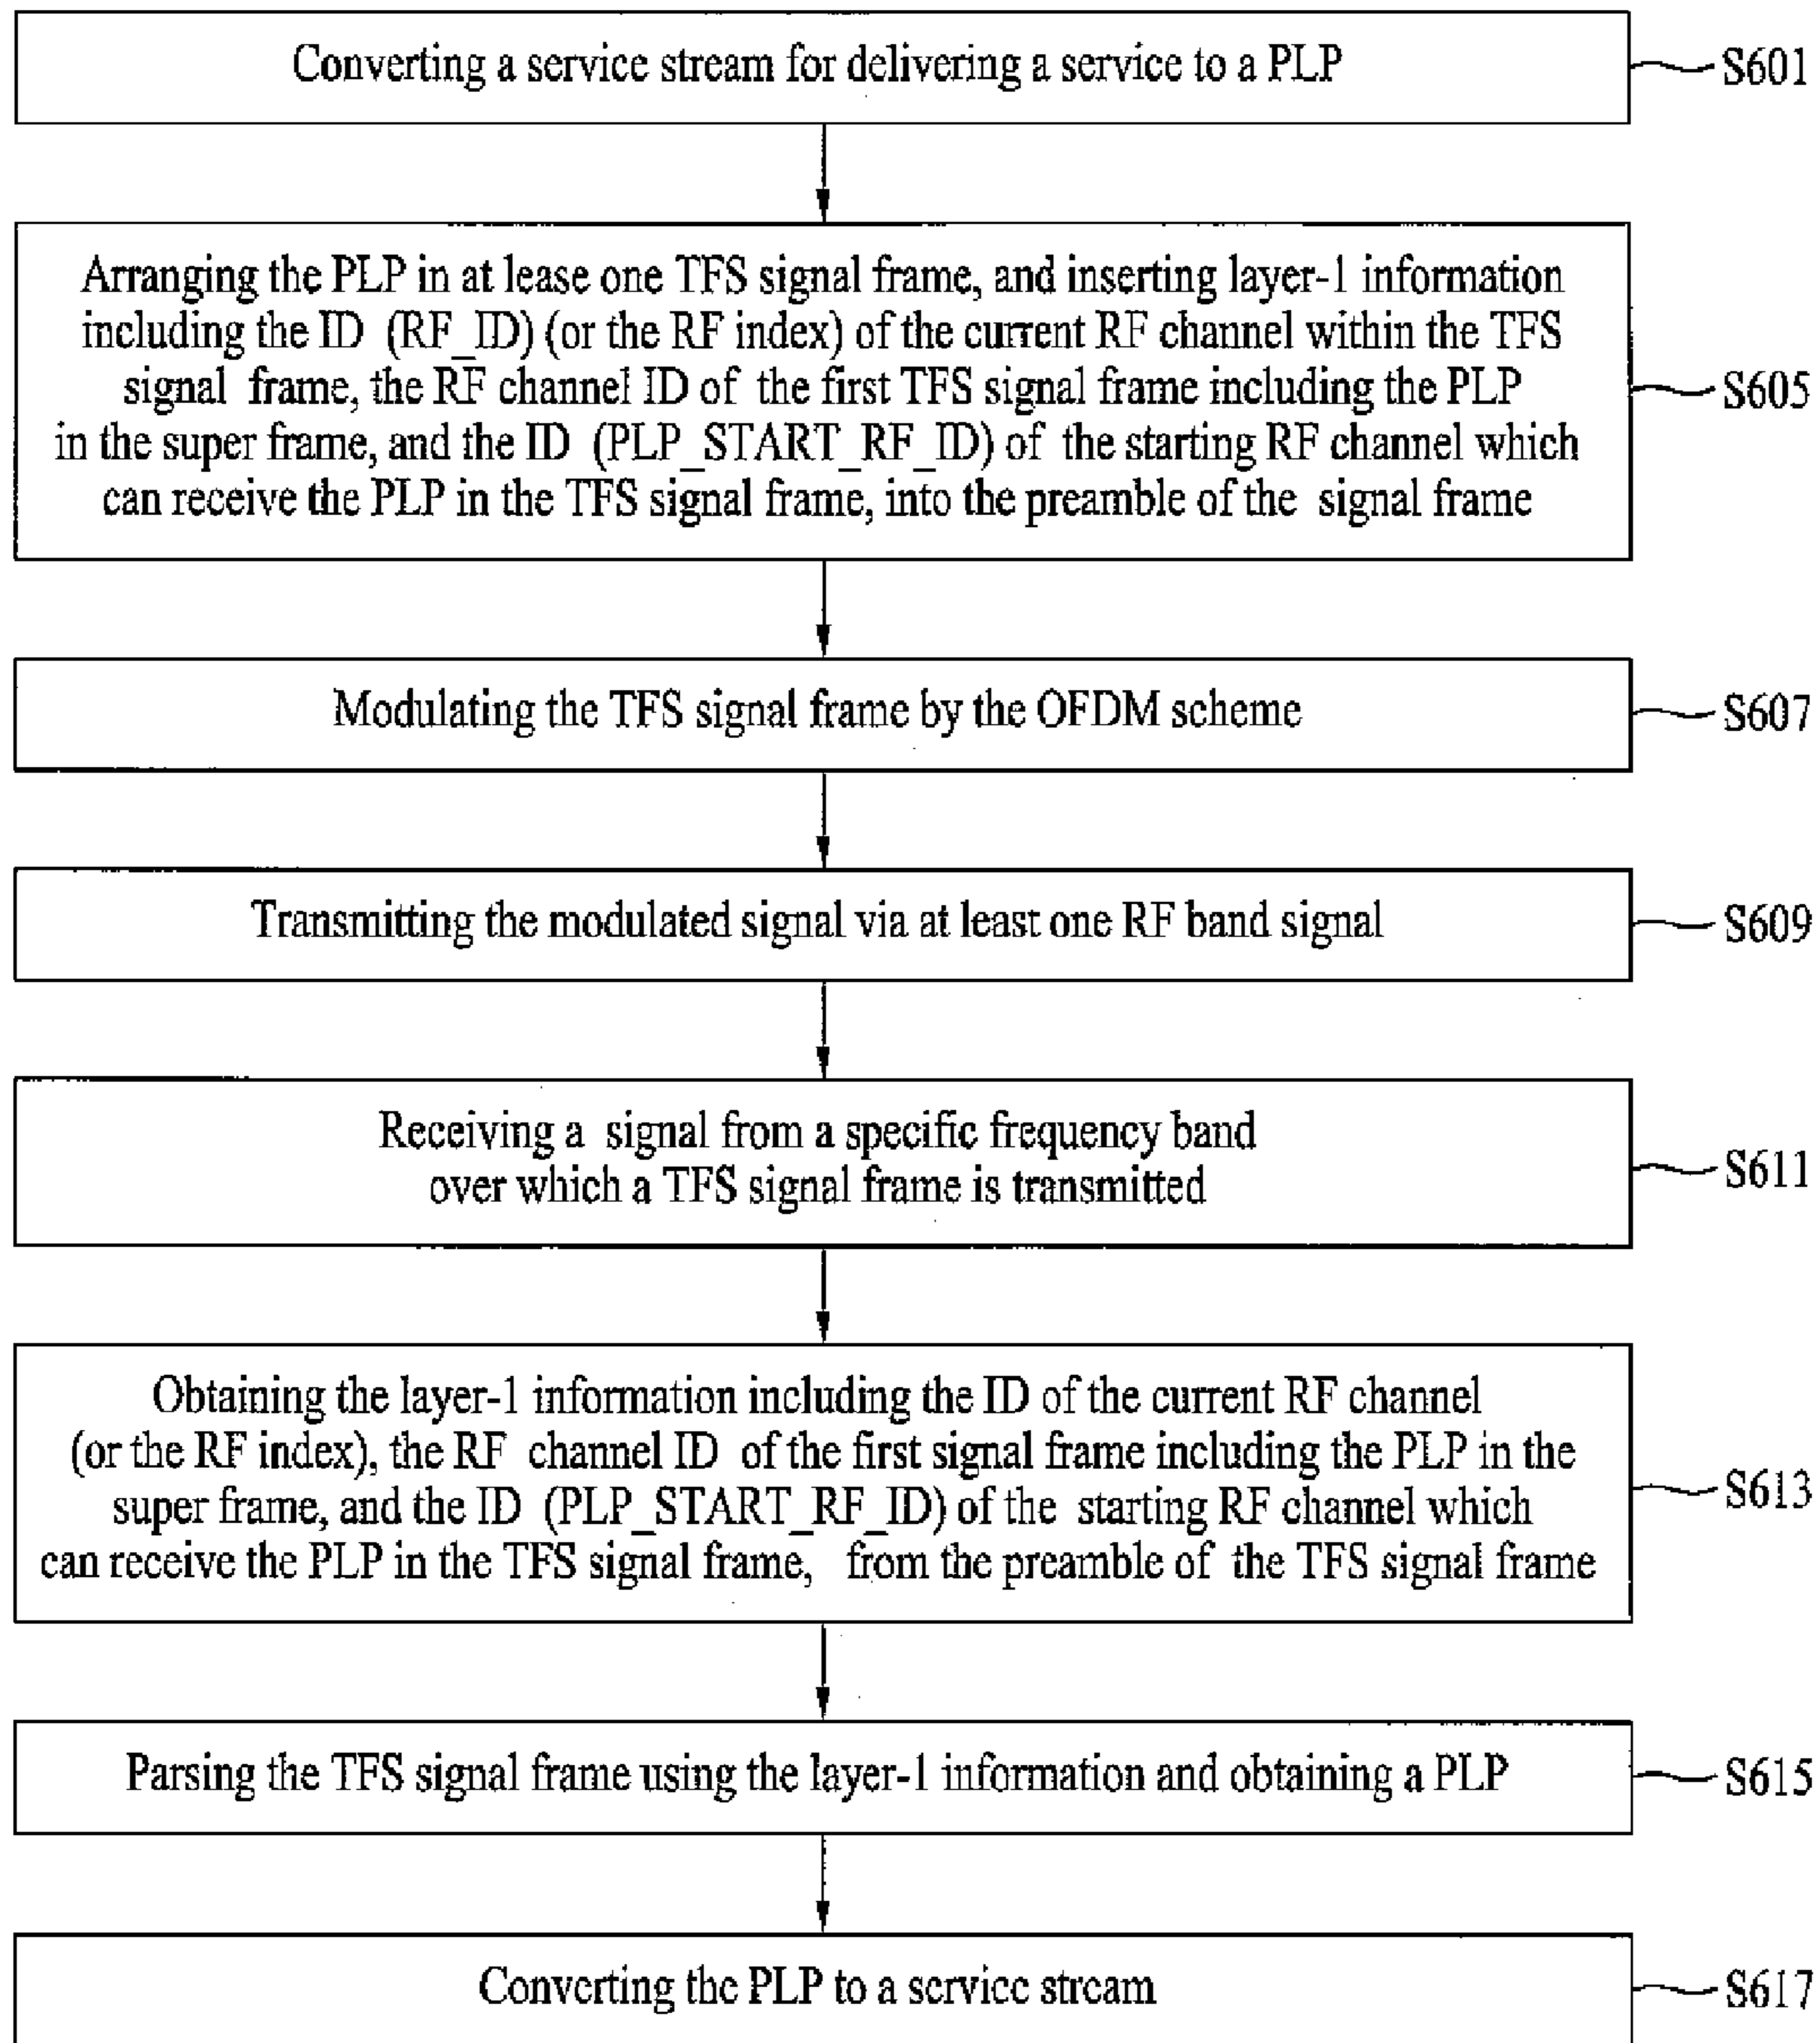 Converting a service stream for delivering a service to a PLP
S601
Arranging the PLP in at lease one TFS signal frame, and inserting layer-1 information
including the ID (RF_ID) (or the RF index) of the current RF channel within the TFS
signal frame, the RF channel ID of the first TFS signal frame including the PLP
in the super frame, and the ID (PLP_START_RF_ID) of the starting RF channel which
can receive the PLP in the TFS signal frame, into the preamble of the signal frame
S605
Modulating the TFS signal frame by the OFDM scheme
S607
Transmitting the modulated signal via at least one RF band signal
S609
Receiving a signal from a specific frequency band
over which a TFS signal frame is transmitted
S611
Obtaining the layer-1 information including the ID of the current RF channel
(or the RF index), the RF channel ID of the first signal frame including the PLP in the
super frame, and the ID (PLP_START_RF_ID) of the starting RF channel which
can receive the PLP in the TFS signal frame, from the preamble of the TFS signal frame
S613
Parsing the TFS signal frame using the layer-1 information and obtaining a PLP
S615
Converting the PLP to a service stream
S617